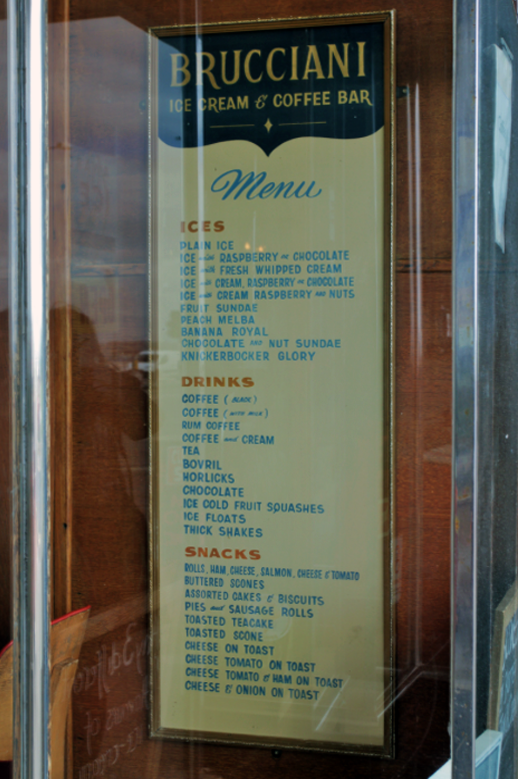 BRUCCIANI
ICE CREAM & COFFEE BAR
Menu
ICES
PLAIN ICE
ICE with RASPBERRY or CHOCOLATE
ICE with FRESH WHIPPED CREAM
ICE with CREAM, RASPBERRY or CHOCOLATE
ICE with CREAM RASPBERRY AND NUTS
FRUIT SUNDAE
PEACH MELBA
BANANA ROYAL
CHOCOLATE AND NUT SUNDAE
KNICKERBOCKER GLORY
DRINKS
COFFEE (BLACK)
COFFEE (WITH MILK)
RUM COFFEE
COFFEE and CREAM
TEA
BOVRIL
HORLICKS
CHOCOLATE
ICE COLD FRUIT SQUASHES
ICE FLOATS
THICK SHAKES
SNACKS
ROLLS, HAM, CHEESE, SALMON, CHEESE & TOMATO
BUTTERED SCONES
ASSORTED CAKES & BISCUITS
PIES and SAUSAGE ROLLS
TOASTED TEACAKE
TOASTED SCONE
CHEESE ON TOAST
CHEESE TOMATO ON TOAST
CHEESE TOMATO & HAM ON TOAST
CHEESE & ONION ON TOAST